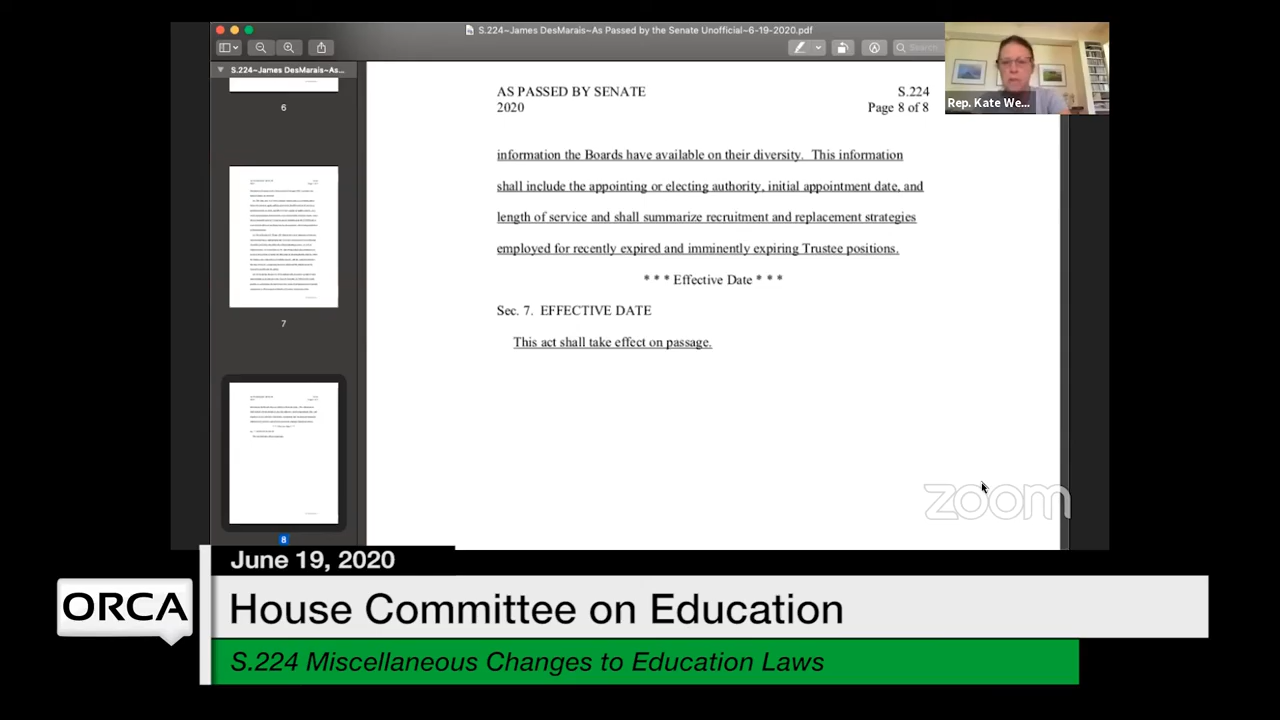 S.224~James DesMarais~As Passed by the Senate Unofficial~6-19-2020.pdf
Search
S.224~James DesMarais~As...
6
7
8
AS PASSED BY SENATE S.224
2020 Page 8 of 8
information the Boards have available on their diversity. This information
shall include the appointing or electing authority, initial appointment date, and
length of service and shall summarize recruitment and replacement strategies
employed for recently expired and imminently expiring Trustee positions.
* * * Effective Date * * *
Sec. 7. EFFECTIVE DATE
This act shall take effect on passage.
Rep. Kate We...
zoom
June 19, 2020
ORCA
House Committee on Education
S.224 Miscellaneous Changes to Education Laws